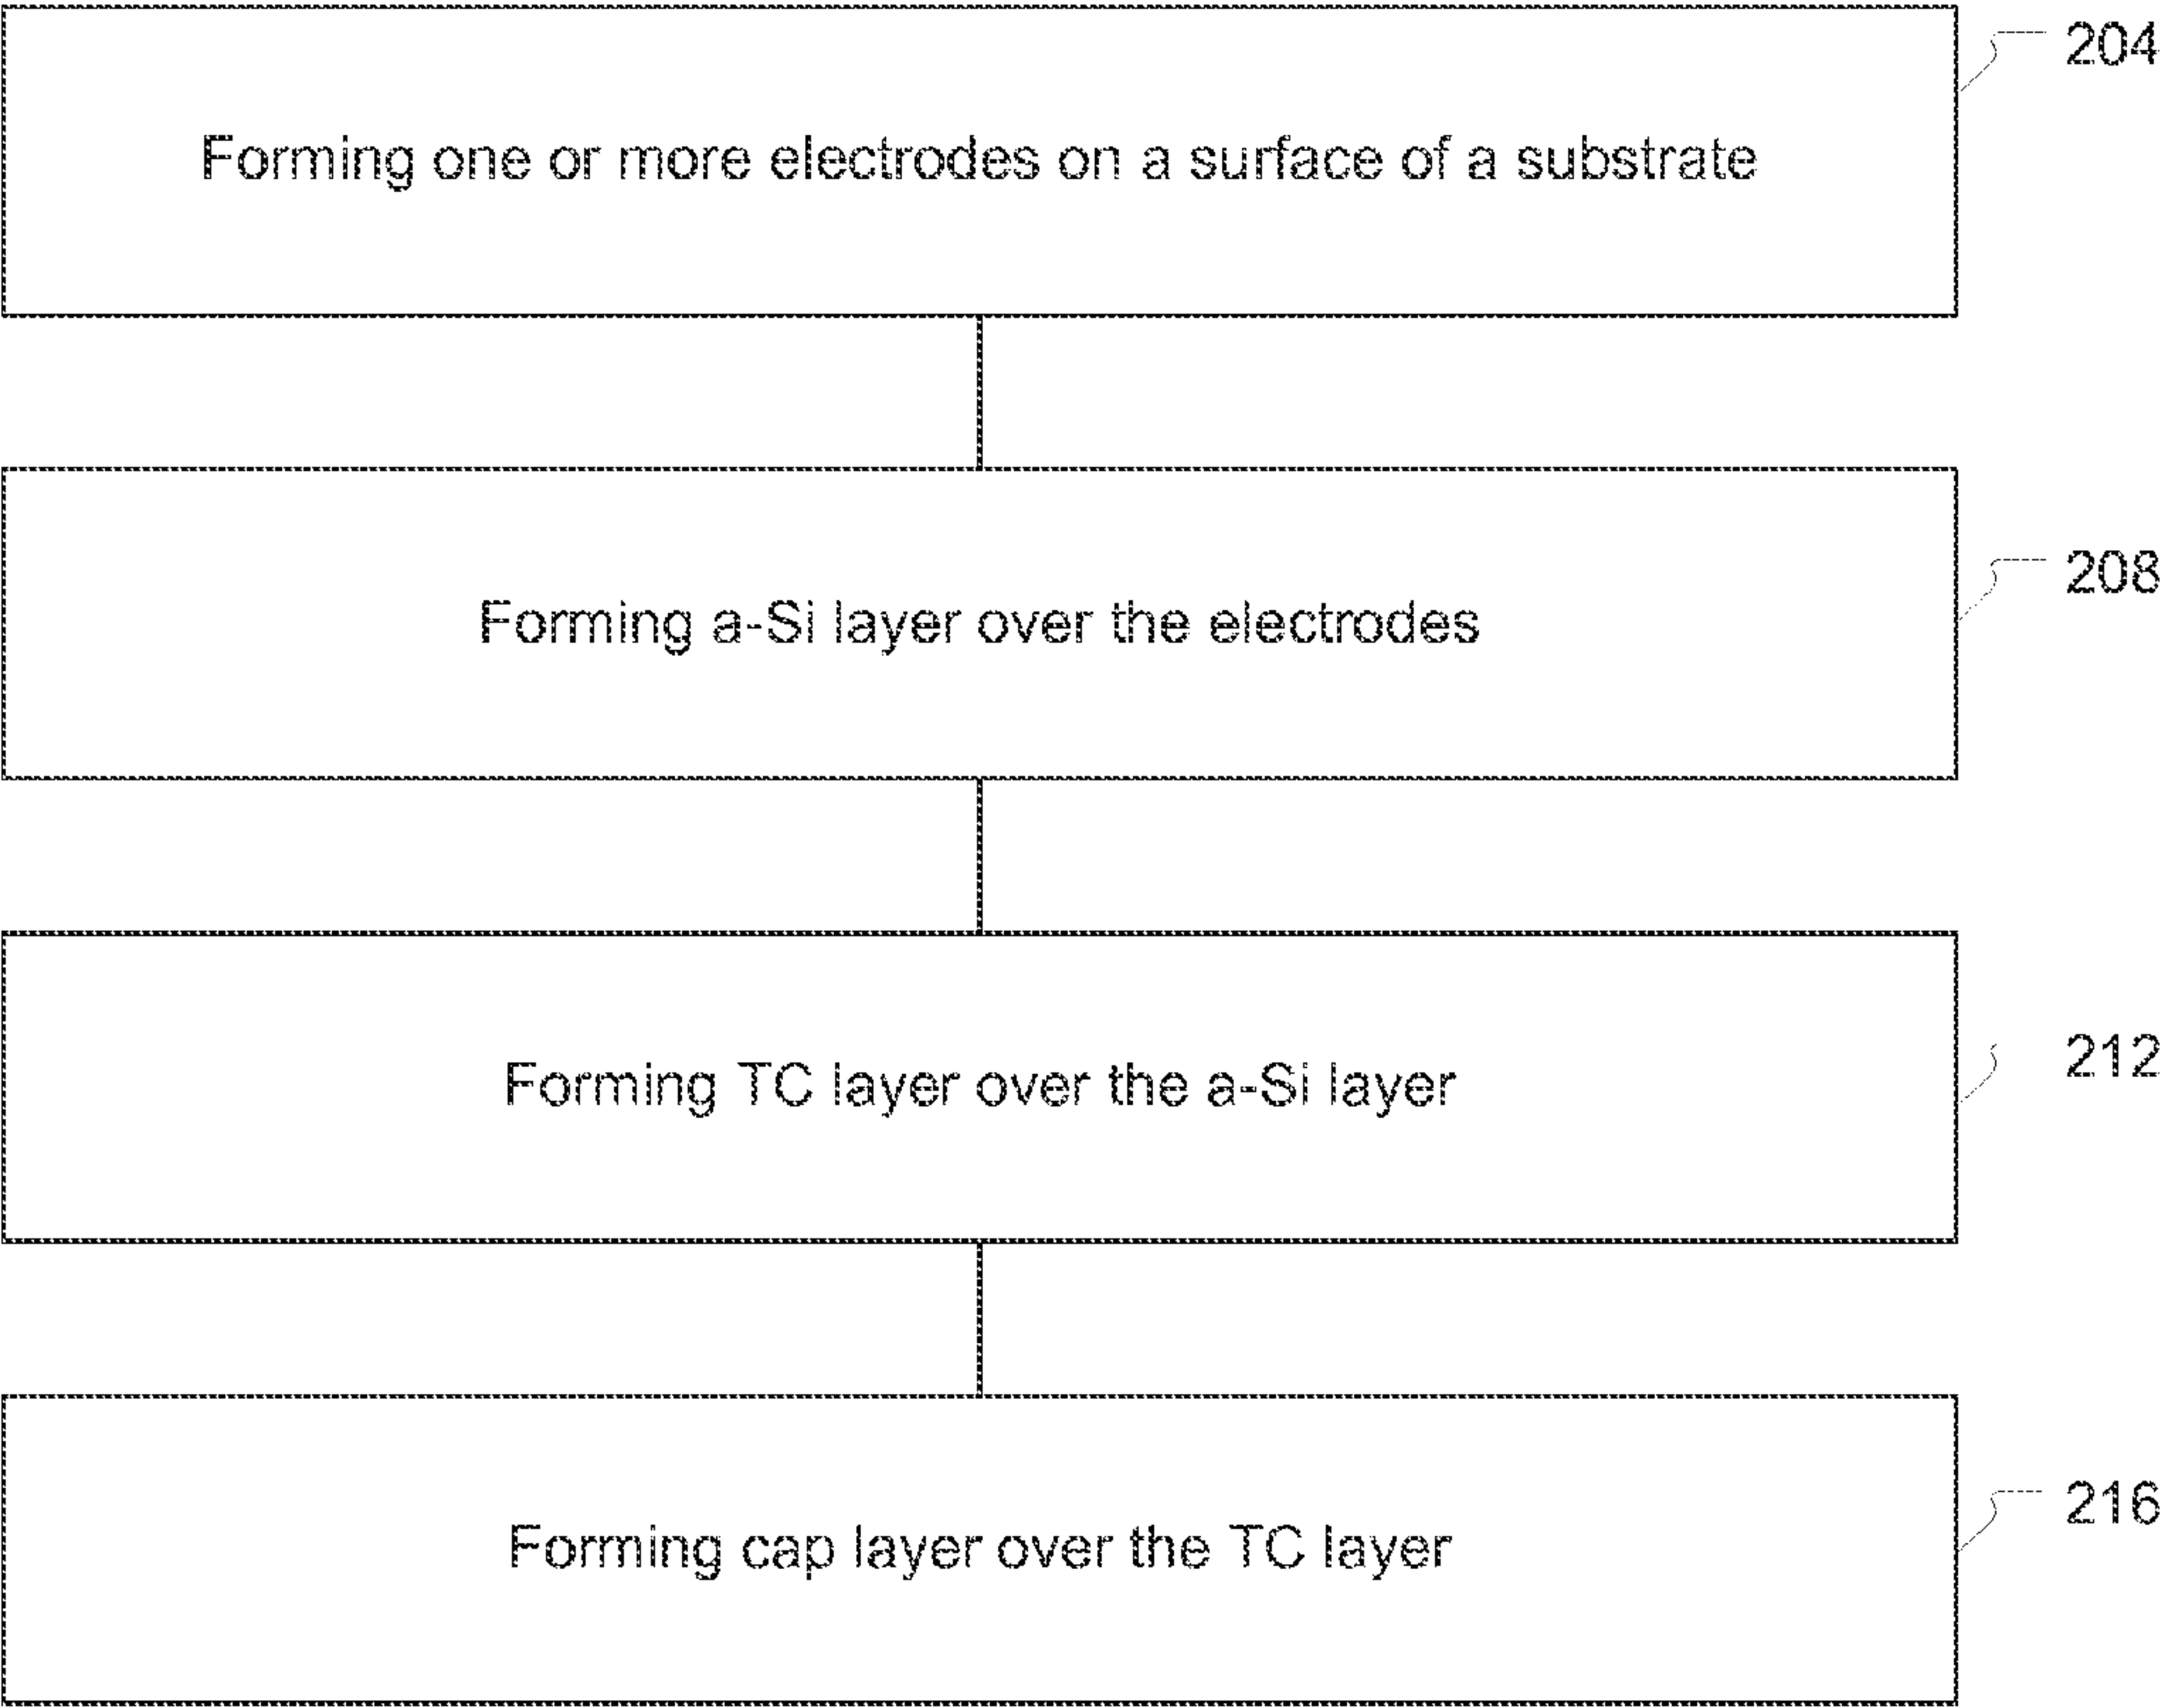 204
Forming one or more electrodes on a surface of a substrate
208
Forming a-Si layer over the electrodes
212
Forming TC layer over the a-Si layer
216
Forming cap layer over the TC layer